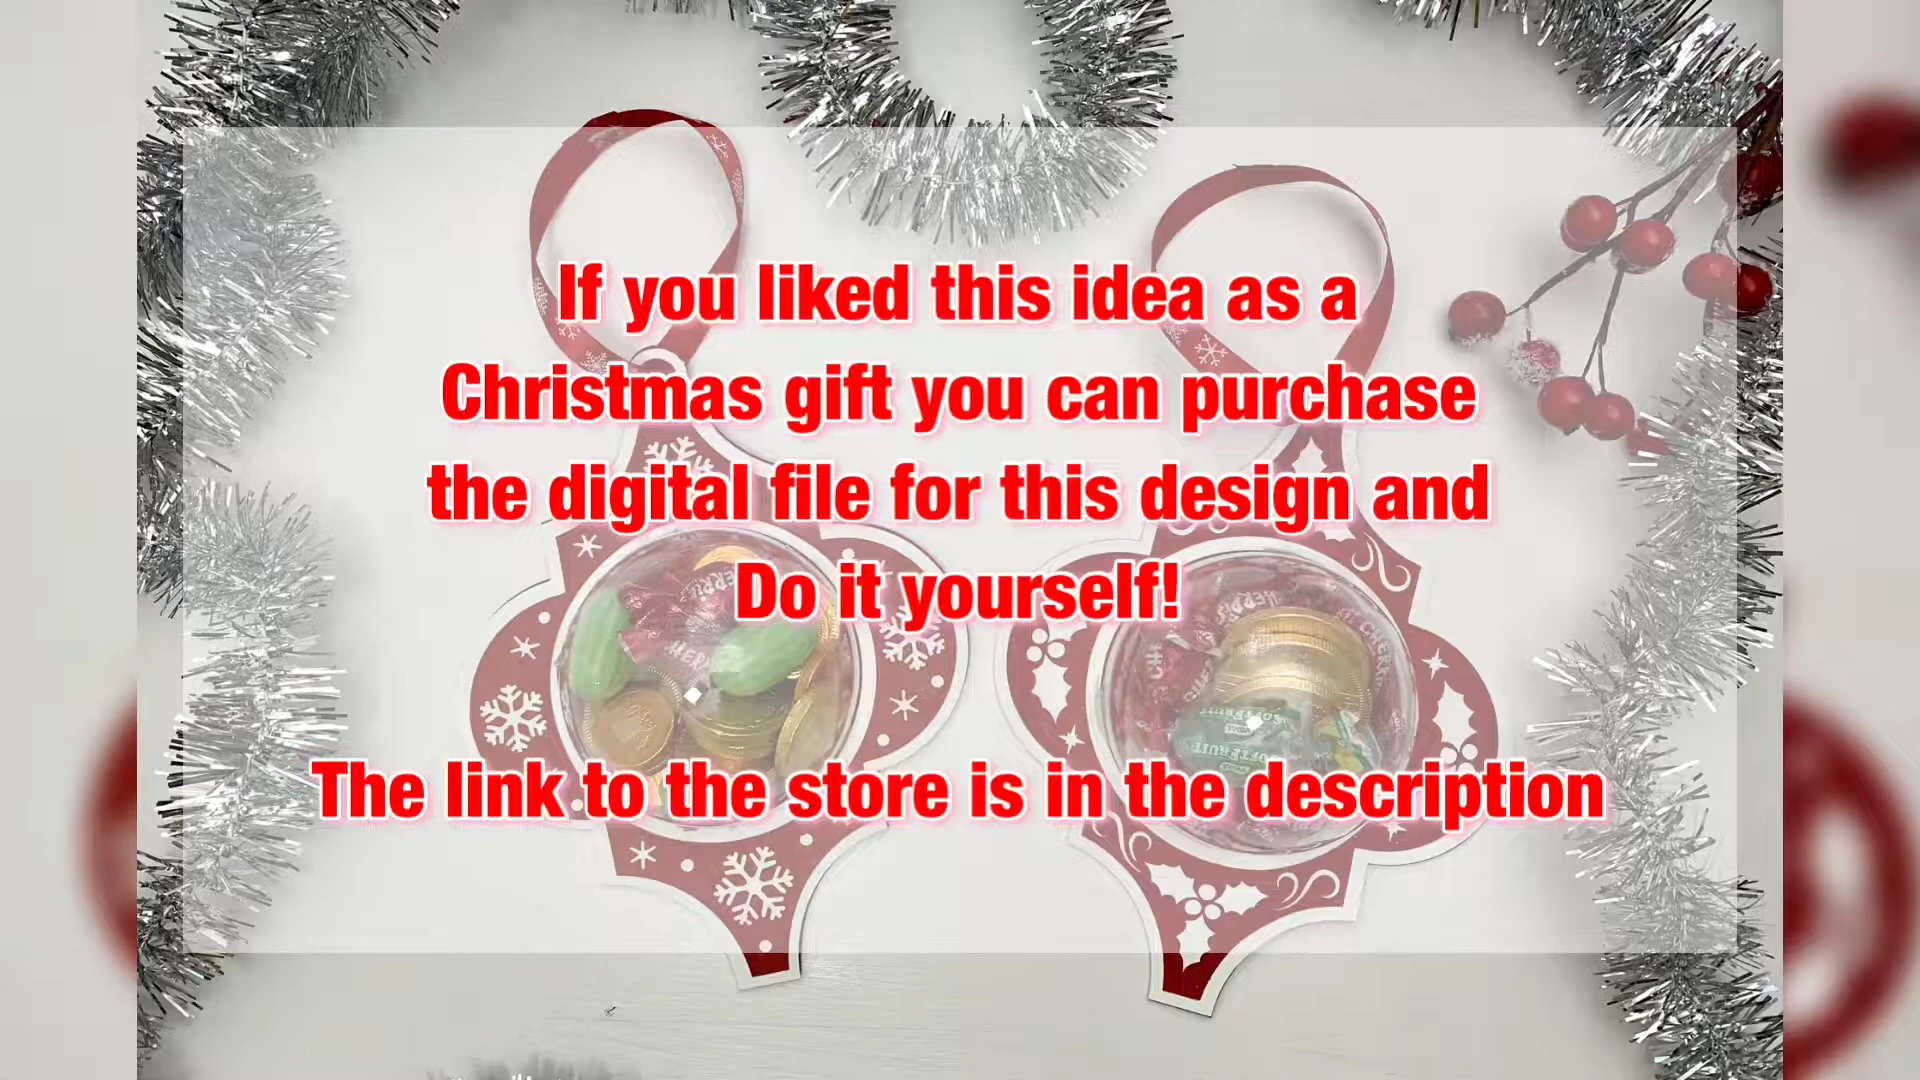 If you liked this idea as a
Christmas gift you can purchase
the digital file for this design and
Do it yourself!
The link to the store is in the description